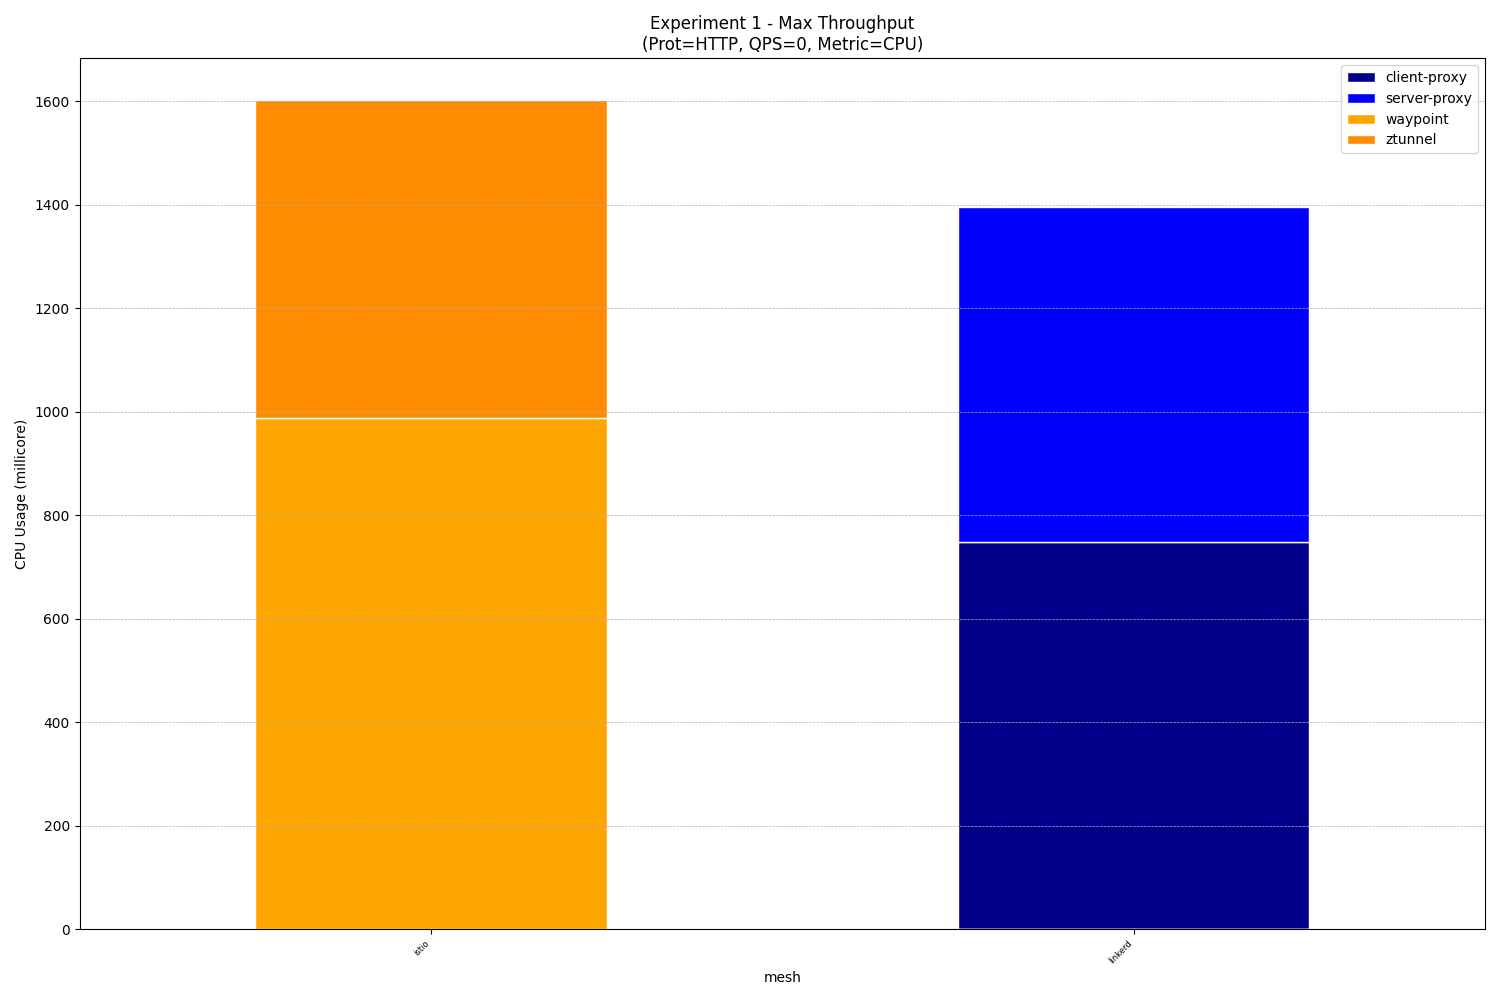 Experiment 1 - Max Throughput
(Prot=HTTP, QPS=0, Metric=CPU)
client-proxy
server-proxy
waypoint
ztunnel
CPU Usage (millicore)
1600
1400
1200
1000
800
600
400
200
0
istio
linkerd
mesh